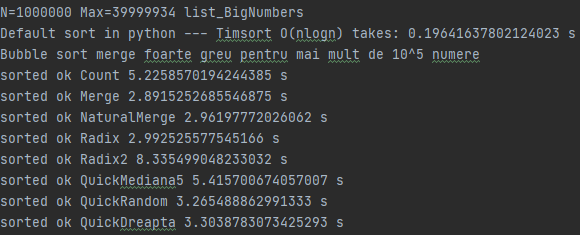 N=1000000 Max=39999934 list_BigNumbers
Default sort in python --- Timsort O(nlogn) takes: 0.19641637802124023 s
Bubble sort merge foarte greu pentru mai mult de 10^5 numere
sorted ok Count 5.2258570194244385 s
sorted ok Merge 2.8915252685546875 s
sorted ok NaturalMerge 2.96197772026062 s
sorted ok Radix 2.992525577545166 s
sorted ok Radix2 8.335499048233032 s
sorted ok QuickMediana5 5.415700674057007 s
sorted ok QuickRandom 3.265488862991333 s
sorted ok QuickDreapta 3.3038783073425293 s